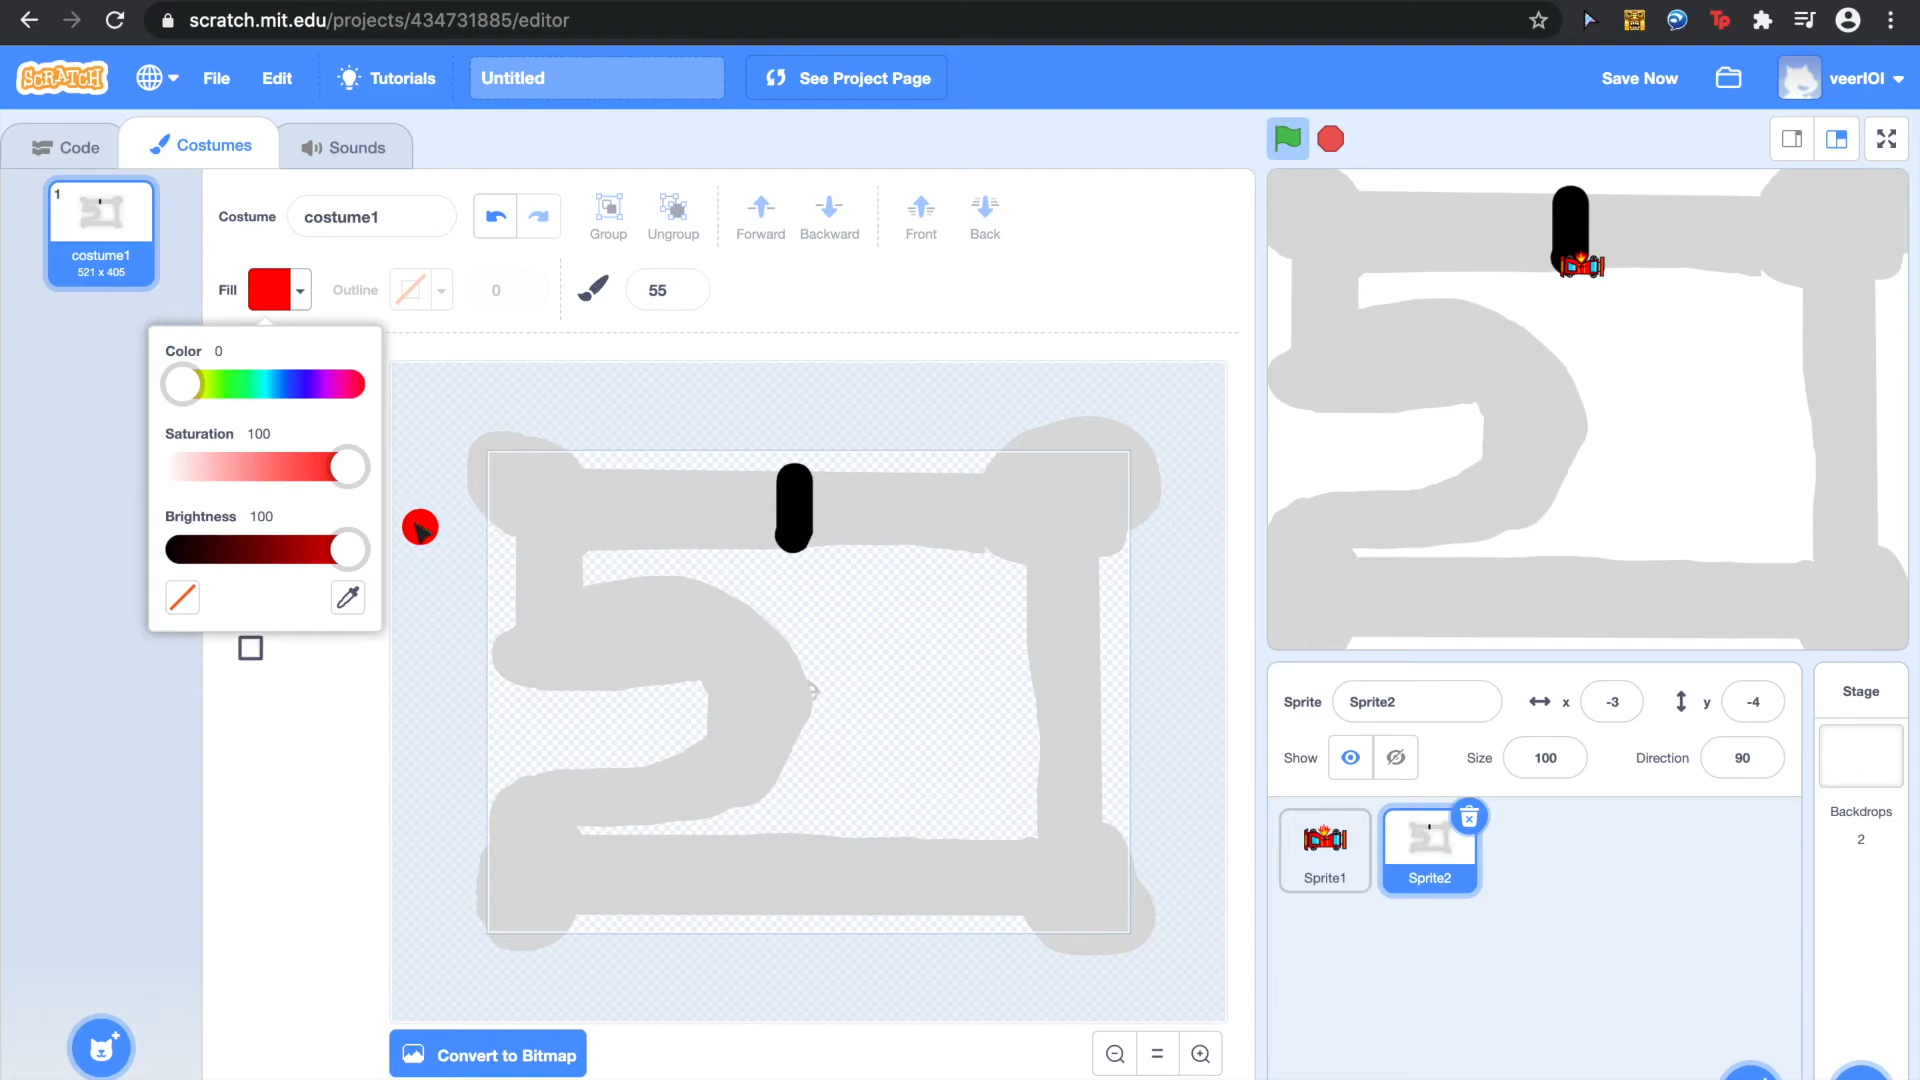 scratch.mit.edu/projects/434731885/editor
Tp
SCRATCH
File
Edit
Tutorials
Untitled
See Project Page
Save Now
veerIOI
Code
Costumes
Sounds
1
costume1
521 x 405
Costume
costume1
Group
Ungroup
Forward
Backward
Front
Back
Fill
Outline
0
55
Color 0
Saturation 100
Brightness 100
Convert to Bitmap
Sprite
Sprite2
x
-3
y
-4
Show
Size
100
Direction
90
Stage
Backdrops
2
Sprite1
Sprite2